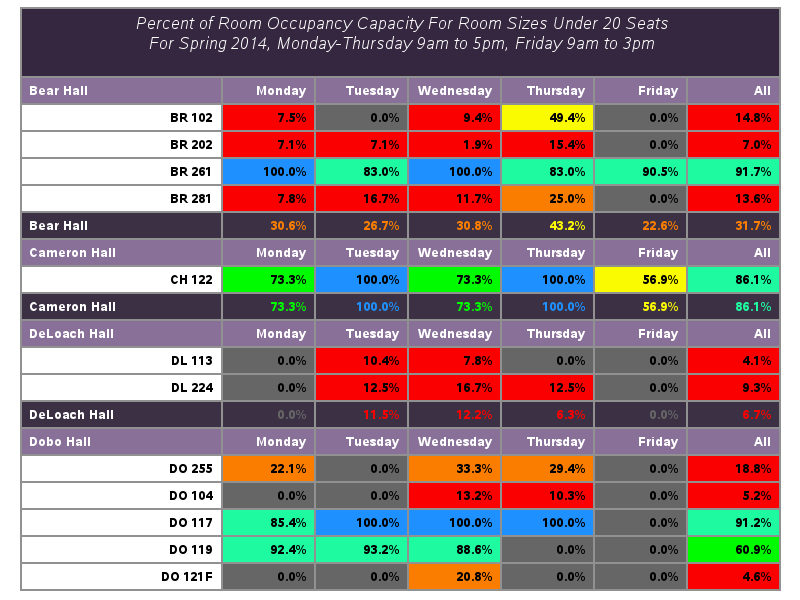 Percent of Room Occupancy Capacity For Room Sizes Under 20 Seats
For Spring 2014, Monday-Thursday 9am to 5pm, Friday 9am to 3pm
Bear Hall Monday Tuesday Wednesday Thursday Friday All
BR 102 7.5% 0.0% 9.4% 49.4% 0.0% 14.8%
BR 202 7.1% 7.1% 1.9% 15.4% 0.0% 7.0%
BR 261 100.0% 83.0% 100.0% 83.0% 90.5% 91.7%
BR 281 7.8% 16.7% 11.7% 25.0% 0.0% 13.6%
Bear Hall 30.6% 26.7% 30.8% 43.2% 22.6% 31.7%
Cameron Hall Monday Tuesday Wednesday Thursday Friday All
CH 122 73.3% 100.0% 73.3% 100.0% 56.9% 86.1%
Cameron Hall 73.3% 100.0% 73.3% 100.0% 56.9% 86.1%
DeLoach Hall Monday Tuesday Wednesday Thursday Friday All
DL 113 0.0% 10.4% 7.8% 0.0% 0.0% 4.1%
DL 224 0.0% 12.5% 16.7% 12.5% 0.0% 9.3%
DeLoach Hall 0.0% 11.5% 12.2% 6.3% 0.0% 6.7%
Dobo Hall Monday Tuesday Wednesday Thursday Friday All
DO 255 22.1% 0.0% 33.3% 29.4% 0.0% 18.8%
DO 104 0.0% 0.0% 13.2% 10.3% 0.0% 5.2%
DO 117 85.4% 100.0% 100.0% 100.0% 0.0% 91.2%
DO 119 92.4% 93.2% 88.6% 0.0% 0.0% 60.9%
DO 121F 0.0% 0.0% 20.8% 0.0% 0.0% 4.6%